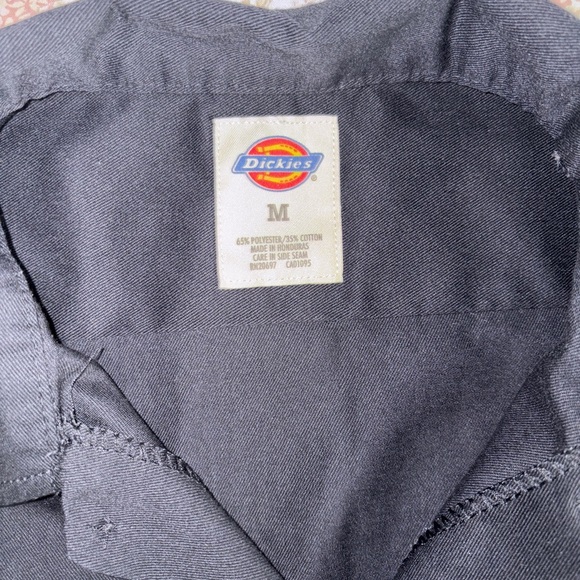 Dickies
®
M
65% POLYESTER/35% COTTON
MADE IN HONDURAS
CARE IN SIDE SEAM
RN20697 CA01095